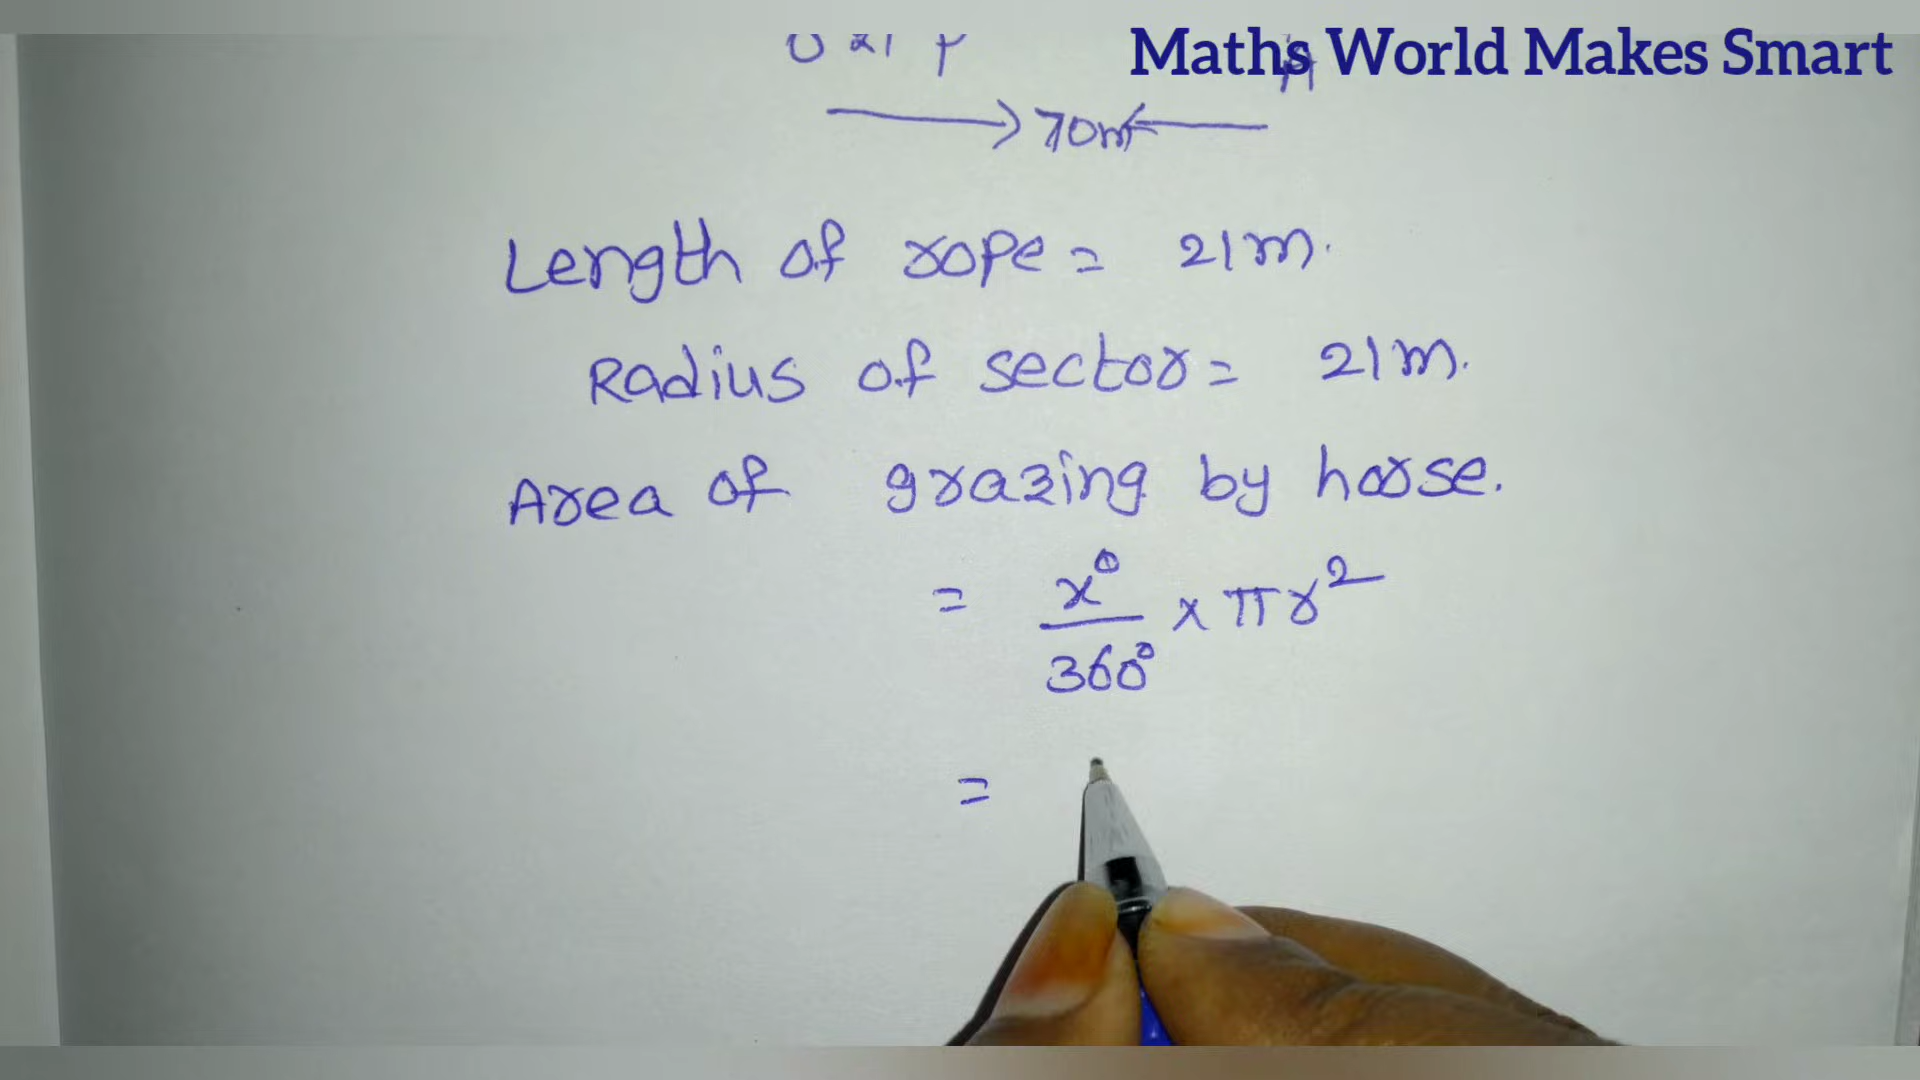 Maths World Makes Smart
21 P A
70m
Length of rope = 21m.
Radius of sector = 21m.
Area of grazing by horse.
= x°/360° × πr²
=